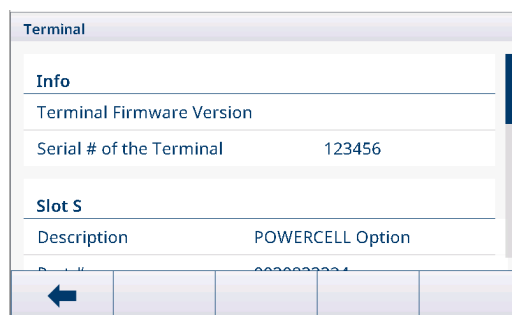 Terminal
Info
Terminal Firmware Version
Serial # of the Terminal 123456
Slot S
Description POWERCELL Option